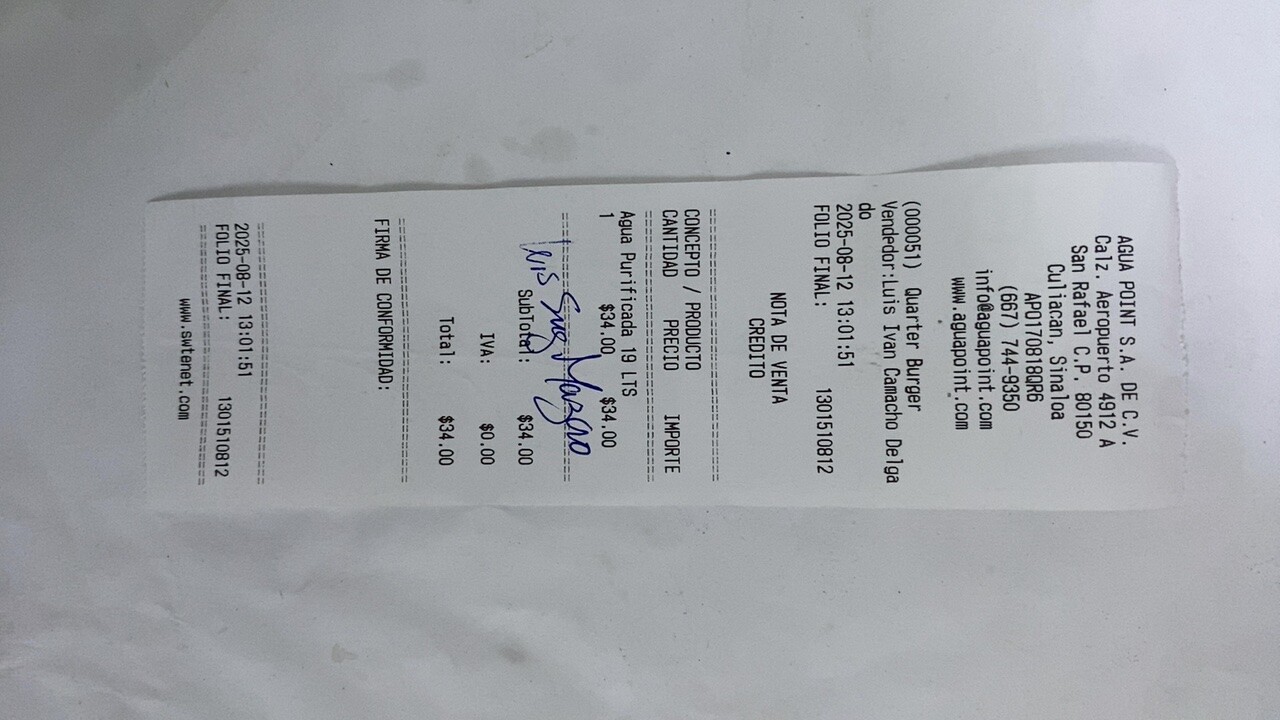 AGUA POINT S.A. DE C.V.
Calz. Aeropuerto 4912 A
San Rafael C.P. 80150
Culiacan, Sinaloa
APO170818QR6
(667) 744-9350
info@aguapoint.com
www.aguapoint.com
(000051) Quarter Burger
Vendedor:Luis Ivan Camacho Delga
do
2025-08-12 13:01:51
FOLIO FINAL: 1301510812
NOTA DE VENTA
CREDITO
================================
CONCEPTO / PRODUCTO
CANTIDAD PRECIO IMPORTE
================================
Agua Purificada 19 LTS
1 $34.00 $34.00
================================
SubTotal: $34.00
IVA: $0.00
Total: $34.00
================================
FIRMA DE CONFORMIDAD:
================================
2025-08-12 13:01:51
FOLIO FINAL: 1301510812
================================
www.swtenet.com